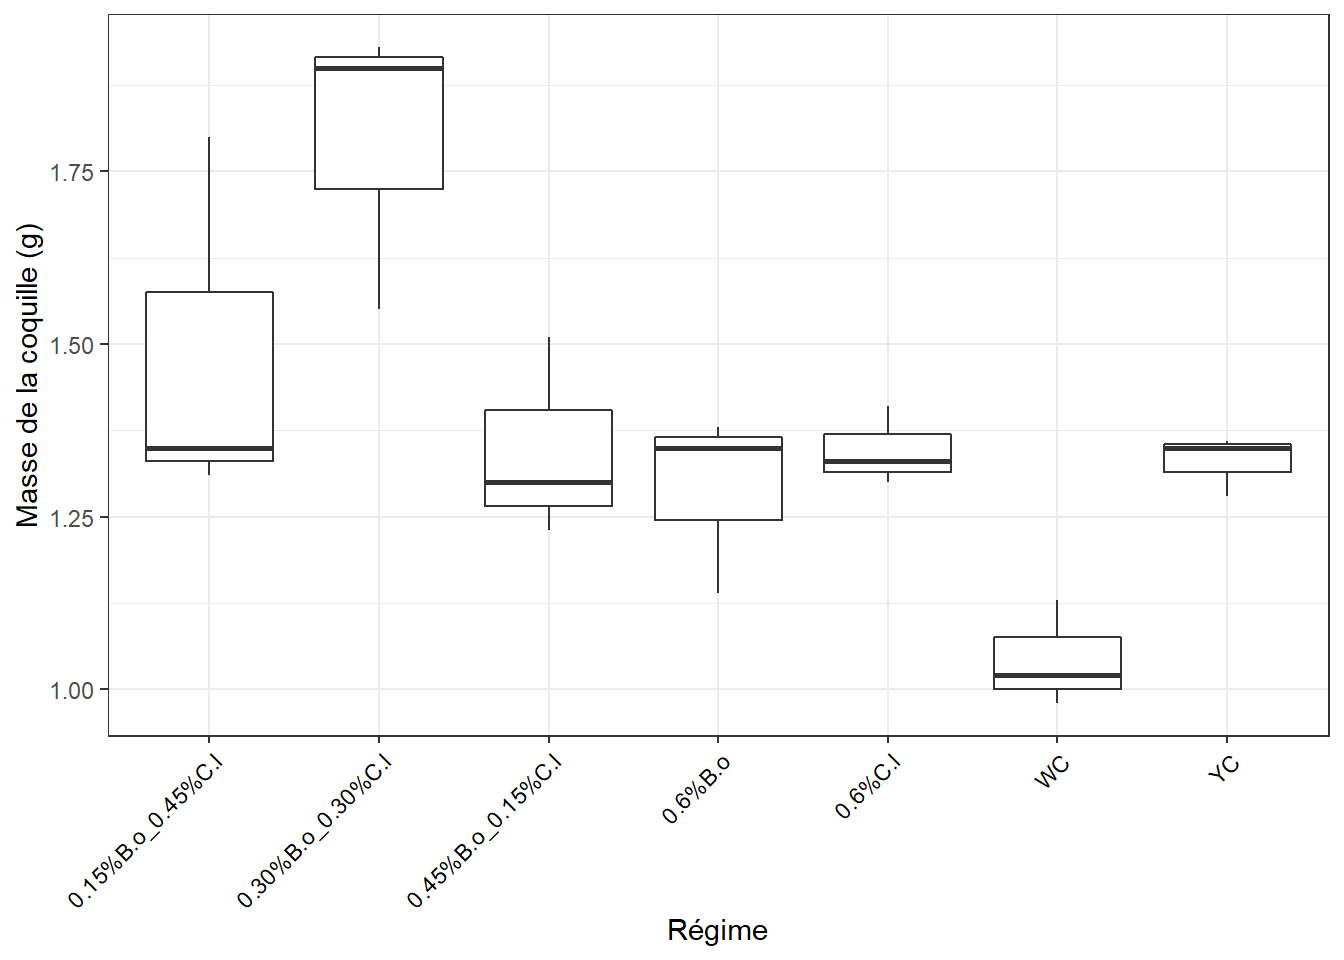 Masse de la coquille (g)
1.75
1.50
1.25
1.00
0.15%B.o_0.45%C.l
0.30%B.o_0.30%C.l
0.45%B.o_0.15%C.l
0.6%B.o
0.6%C.l
WC
YC
Régime